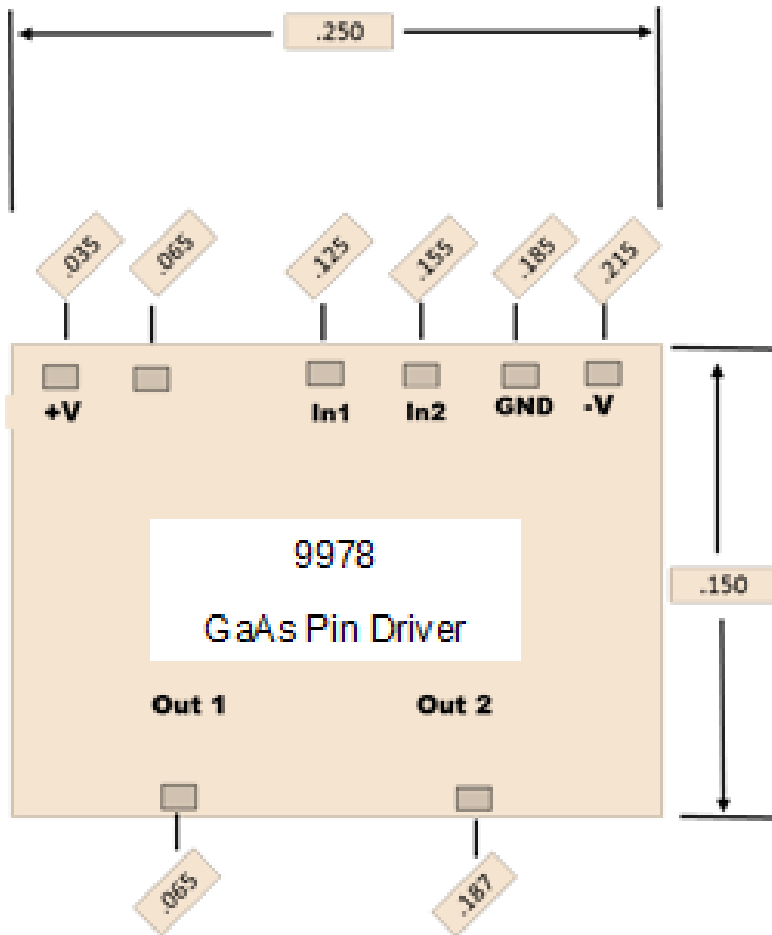 .250
.035 .065 .125 .155 .185 .215
+V In1 In2 GND -V
9978
GaAs Pin Driver
.150
Out 1 Out 2
.065 .187